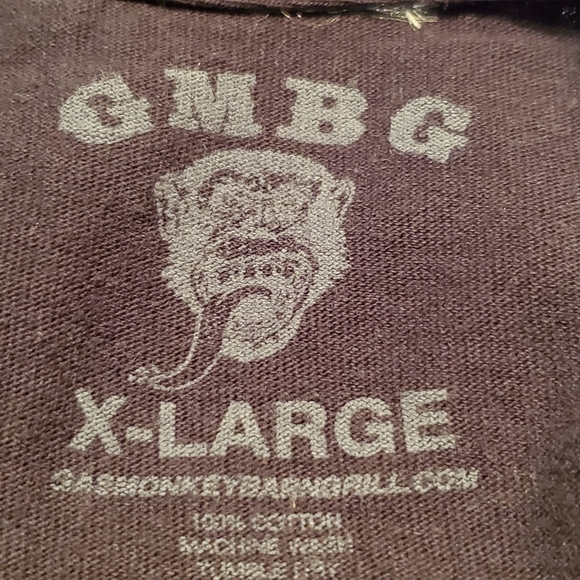 GMBG
X-LARGE
GASMONKEYBARNGRILL.COM
100% COTTON
MACHINE WASH
TUMBLE DRY